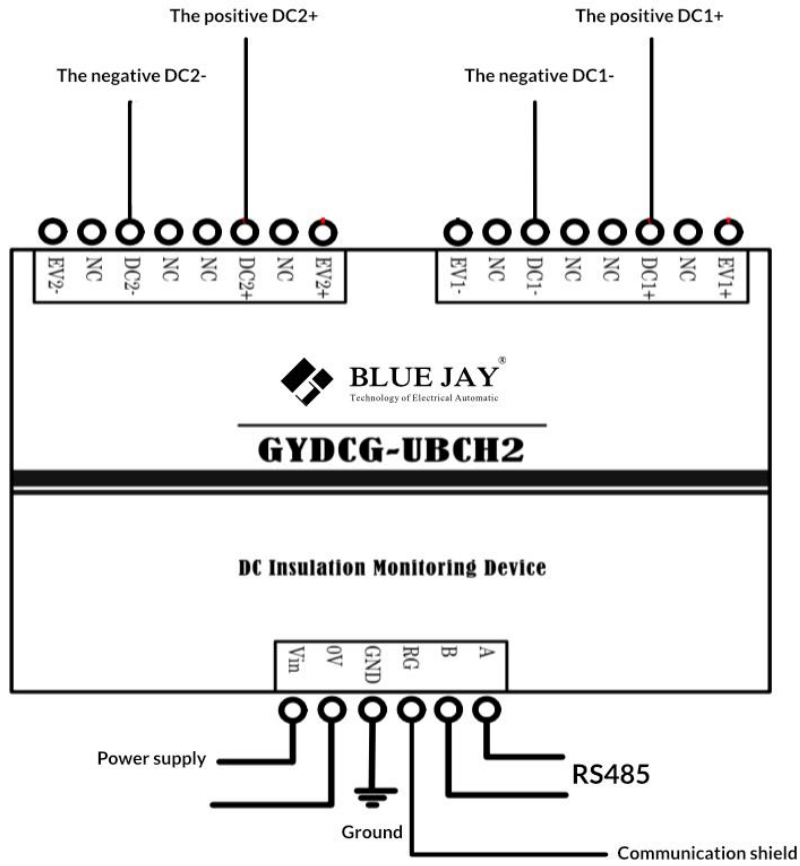 The positive DC2+
The positive DC1+
The negative DC2-
The negative DC1-
EV2-
NC
DC2-
NC
NC
DC2+
NC
EV2+
EV1-
NC
DC1-
NC
NC
DC1+
NC
EV1+
BLUE JAY®
Technology of Electrical Automatic
GYDCG-UBCH2
DC Insulation Monitoring Device
Vin
0V
GND
RG
B
A
Power supply
RS485
Ground
Communication shield